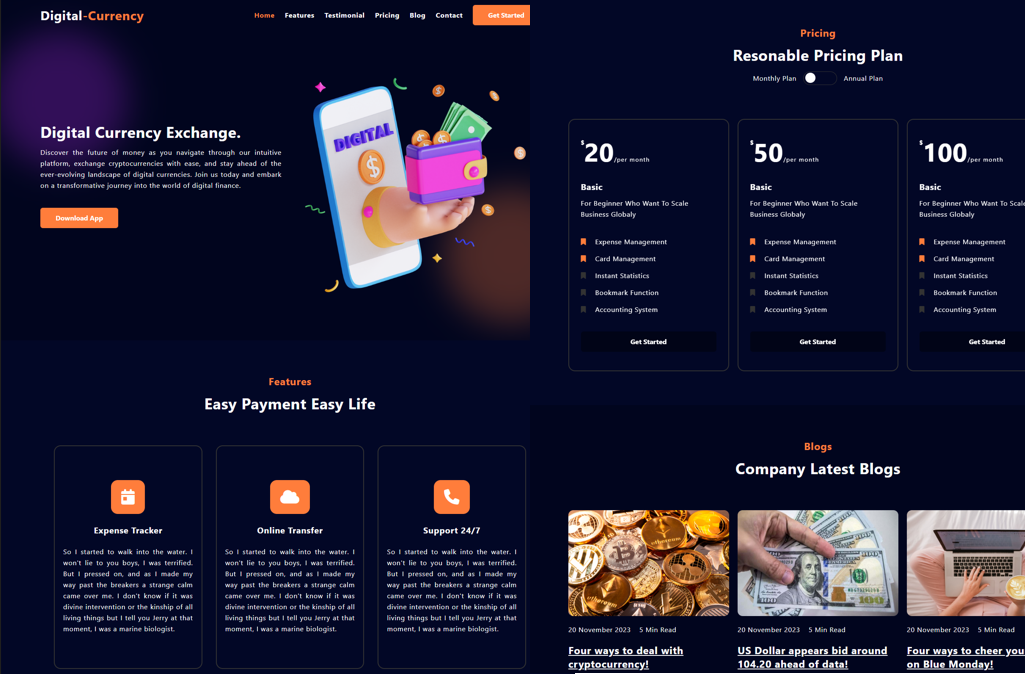 Digital-Currency
Home Features Testimonial Pricing Blog Contact Get Started
Digital Currency Exchange.
Discover the future of money as you navigate through our intuitive
platform, exchange cryptocurrencies with ease, and stay ahead of the
ever-evolving landscape of digital currencies. Join us today and embark
on a transformative journey into the world of digital finance.
Download App
DIGITAL
$
Features
Easy Payment Easy Life
Expense Tracker
So I started to walk into the water. I
won't lie to you boys, I was terrified.
But I pressed on, and as I made my
way past the breakers a strange calm
came over me. I don't know if it was
divine intervention or the kinship of all
living things but I tell you Jerry at that
moment, I was a marine biologist.
Online Transfer
So I started to walk into the water. I
won't lie to you boys, I was terrified.
But I pressed on, and as I made my
way past the breakers a strange calm
came over me. I don't know if it was
divine intervention or the kinship of all
living things but I tell you Jerry at that
moment, I was a marine biologist.
Support 24/7
So I started to walk into the water. I
won't lie to you boys, I was terrified.
But I pressed on, and as I made my
way past the breakers a strange calm
came over me. I don't know if it was
divine intervention or the kinship of all
living things but I tell you Jerry at that
moment, I was a marine biologist.
Pricing
Resonable Pricing Plan
Monthly Plan Annual Plan
$20/per month
Basic
For Beginner Who Want To Scale
Business Globaly
Expense Management
Card Management
Instant Statistics
Bookmark Function
Accounting System
Get Started
$50/per month
Basic
For Beginner Who Want To Scale
Business Globaly
Expense Management
Card Management
Instant Statistics
Bookmark Function
Accounting System
Get Started
$100/per month
Basic
For Beginner Who Want To Scale
Business Globaly
Expense Management
Card Management
Instant Statistics
Bookmark Function
Accounting System
Get Started
Blogs
Company Latest Blogs
20 November 2023 5 Min Read
Four ways to deal with
cryptocurrency!
20 November 2023 5 Min Read
US Dollar appears bid around
104.20 ahead of data!
20 November 2023 5 Min Read
Four ways to cheer you
on Blue Monday!